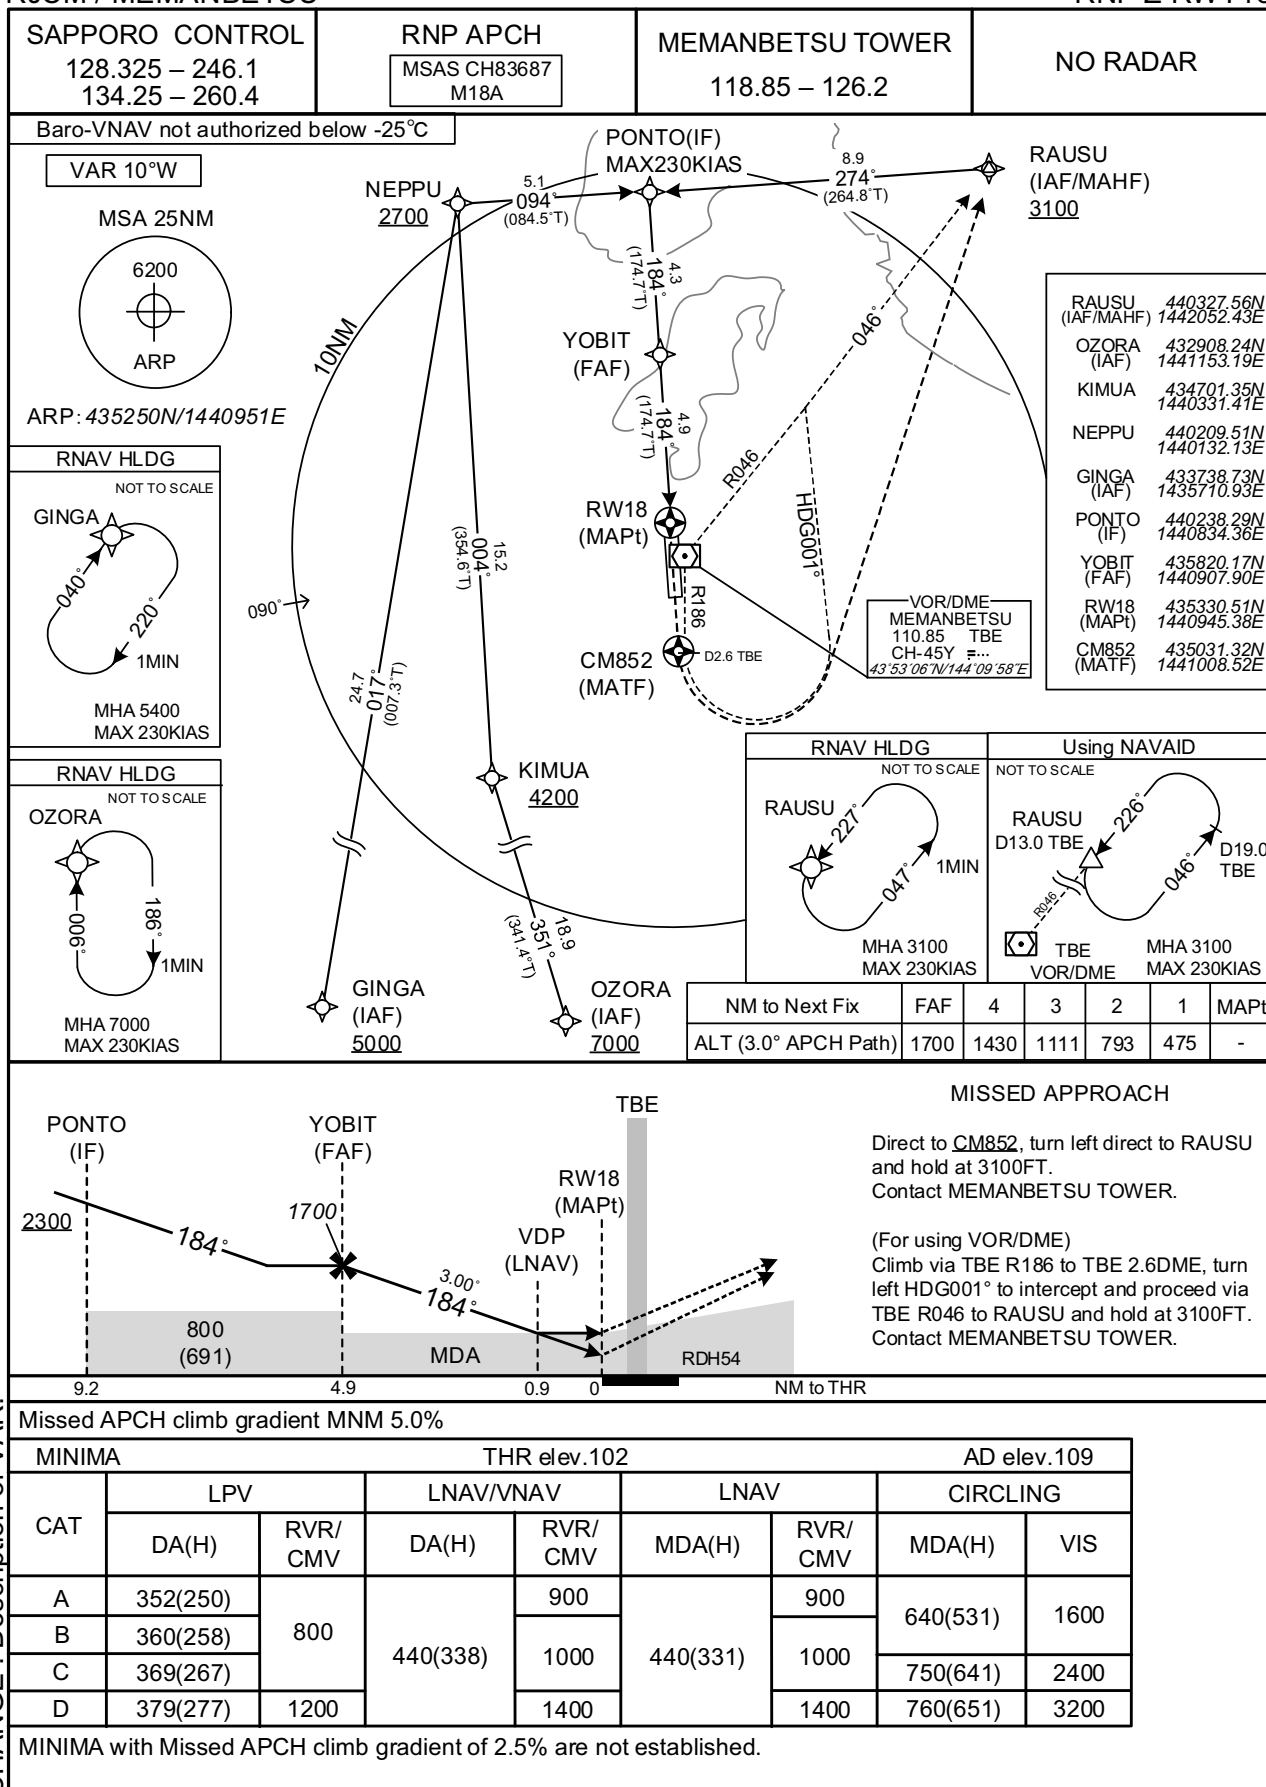 SAPPORO CONTROL
128.325 – 246.1
134.25 – 260.4
RNP APCH
MSAS CH83687
M18A
MEMANBETSU TOWER
118.85 – 126.2
NO RADAR
Baro-VNAV not authorized below -25°C
VAR 10°W
MSA 25NM
6200
ARP
ARP: 435250N/1440951E
PONTO(IF)
MAX230KIAS
NEPPU
2700
5.1
094°
(084.5°T)
8.9
274°
(264.8°T)
RAUSU
(IAF/MAHF)
3100
10NM
4.3
184°
(174.7°T)
YOBIT
(FAF)
4.9
184°
(174.7°T)
046°
R046
HDG001°
RW18
(MAPt)
R186
CM852
(MATF)
D2.6 TBE
VOR/DME
MEMANBETSU
110.85 TBE
CH-45Y
43°53'06"N/144°09'58"E
090°
15.2
004°
(354.6°T)
24.7
017°
(007.3°T)
KIMUA
4200
18.9
351°
(341.4°T)
GINGA
(IAF)
5000
OZORA
(IAF)
7000
RAUSU 440327.56N
(IAF/MAHF) 1442052.43E
OZORA 432908.24N
(IAF) 1441153.19E
KIMUA 434701.35N
1440331.41E
NEPPU 440209.51N
1440132.13E
GINGA 433738.73N
(IAF) 1435710.93E
PONTO 440238.29N
(IF) 1440834.36E
YOBIT 435820.17N
(FAF) 1440907.90E
RW18 435330.51N
(MAPt) 1440945.38E
CM852 435031.32N
(MATF) 1441008.52E
RNAV HLDG
NOT TO SCALE
GINGA
040°
220°
1MIN
MHA 5400
MAX 230KIAS
RNAV HLDG
NOT TO SCALE
OZORA
006°
186°
1MIN
MHA 7000
MAX 230KIAS
RNAV HLDG
NOT TO SCALE
RAUSU
227°
047°
1MIN
MHA 3100
MAX 230KIAS
Using NAVAID
NOT TO SCALE
RAUSU
D13.0 TBE
226°
046°
D19.0
TBE
R046
TBE
VOR/DME
MHA 3100
MAX 230KIAS
NM to Next Fix FAF 4 3 2 1 MAPt
ALT (3.0° APCH Path) 1700 1430 1111 793 475 -
PONTO
(IF)
YOBIT
(FAF)
TBE
RW18
(MAPt)
VDP
(LNAV)
2300
184°
1700
3.00°
184°
800
(691)
MDA
RDH54
9.2 4.9 0.9 0 NM to THR
MISSED APPROACH
Direct to CM852, turn left direct to RAUSU
and hold at 3100FT.
Contact MEMANBETSU TOWER.
(For using VOR/DME)
Climb via TBE R186 to TBE 2.6DME, turn
left HDG001° to intercept and proceed via
TBE R046 to RAUSU and hold at 3100FT.
Contact MEMANBETSU TOWER.
Missed APCH climb gradient MNM 5.0%
MINIMA THR elev.102 AD elev.109
CAT LPV LNAV/VNAV LNAV CIRCLING
DA(H) RVR/CMV DA(H) RVR/CMV MDA(H) RVR/CMV MDA(H) VIS
A 352(250) 800 440(338) 900 440(331) 900 640(531) 1600
B 360(258) 1000 1000
C 369(267) 750(641) 2400
D 379(277) 1200 1400 1400 760(651) 3200
MINIMA with Missed APCH climb gradient of 2.5% are not established.